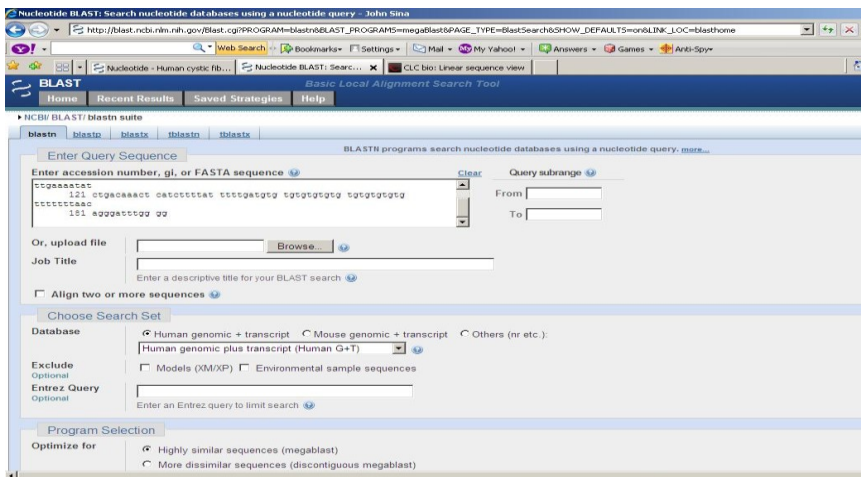 Nucleotide BLAST: Search nucleotide databases using a nucleotide query - John Sina
http://blast.ncbi.nlm.nih.gov/Blast.cgi?PROGRAM=blastn&BLAST_PROGRAMS=megaBlast&PAGE_TYPE=BlastSearch&SHOW_DEFAULTS=on&LINK_LOC=blasthome
Y! Web Search Bookmarks Settings Mail My Yahoo! Answers Games Anti-Spy
Nucleotide - Human cystic fib... Nucleotide BLAST: Searc... CLC bio: Linear sequence view
BLAST Basic Local Alignment Search Tool
Home Recent Results Saved Strategies Help
NCBI/ BLAST/ blastn suite
blastn blastp blastx tblastn tblastx
Enter Query Sequence BLASTN programs search nucleotide databases using a nucleotide query. more...
Enter accession number, gi, or FASTA sequence Clear Query subrange
ttgaaaatat
121 ctgacaaact catcttttat ttttgatgtg tgtgtgtgtg tgtgtgtgtg
tttttttaac
181 agggatttgg gg
From
To
Or, upload file Browse...
Job Title
Enter a descriptive title for your BLAST search
Align two or more sequences
Choose Search Set
Database Human genomic + transcript Mouse genomic + transcript Others (nr etc.):
Human genomic plus transcript (Human G+T)
Exclude Models (XM/XP) Environmental sample sequences
Optional
Entrez Query
Optional
Enter an Entrez query to limit search
Program Selection
Optimize for Highly similar sequences (megablast)
More dissimilar sequences (discontiguous megablast)